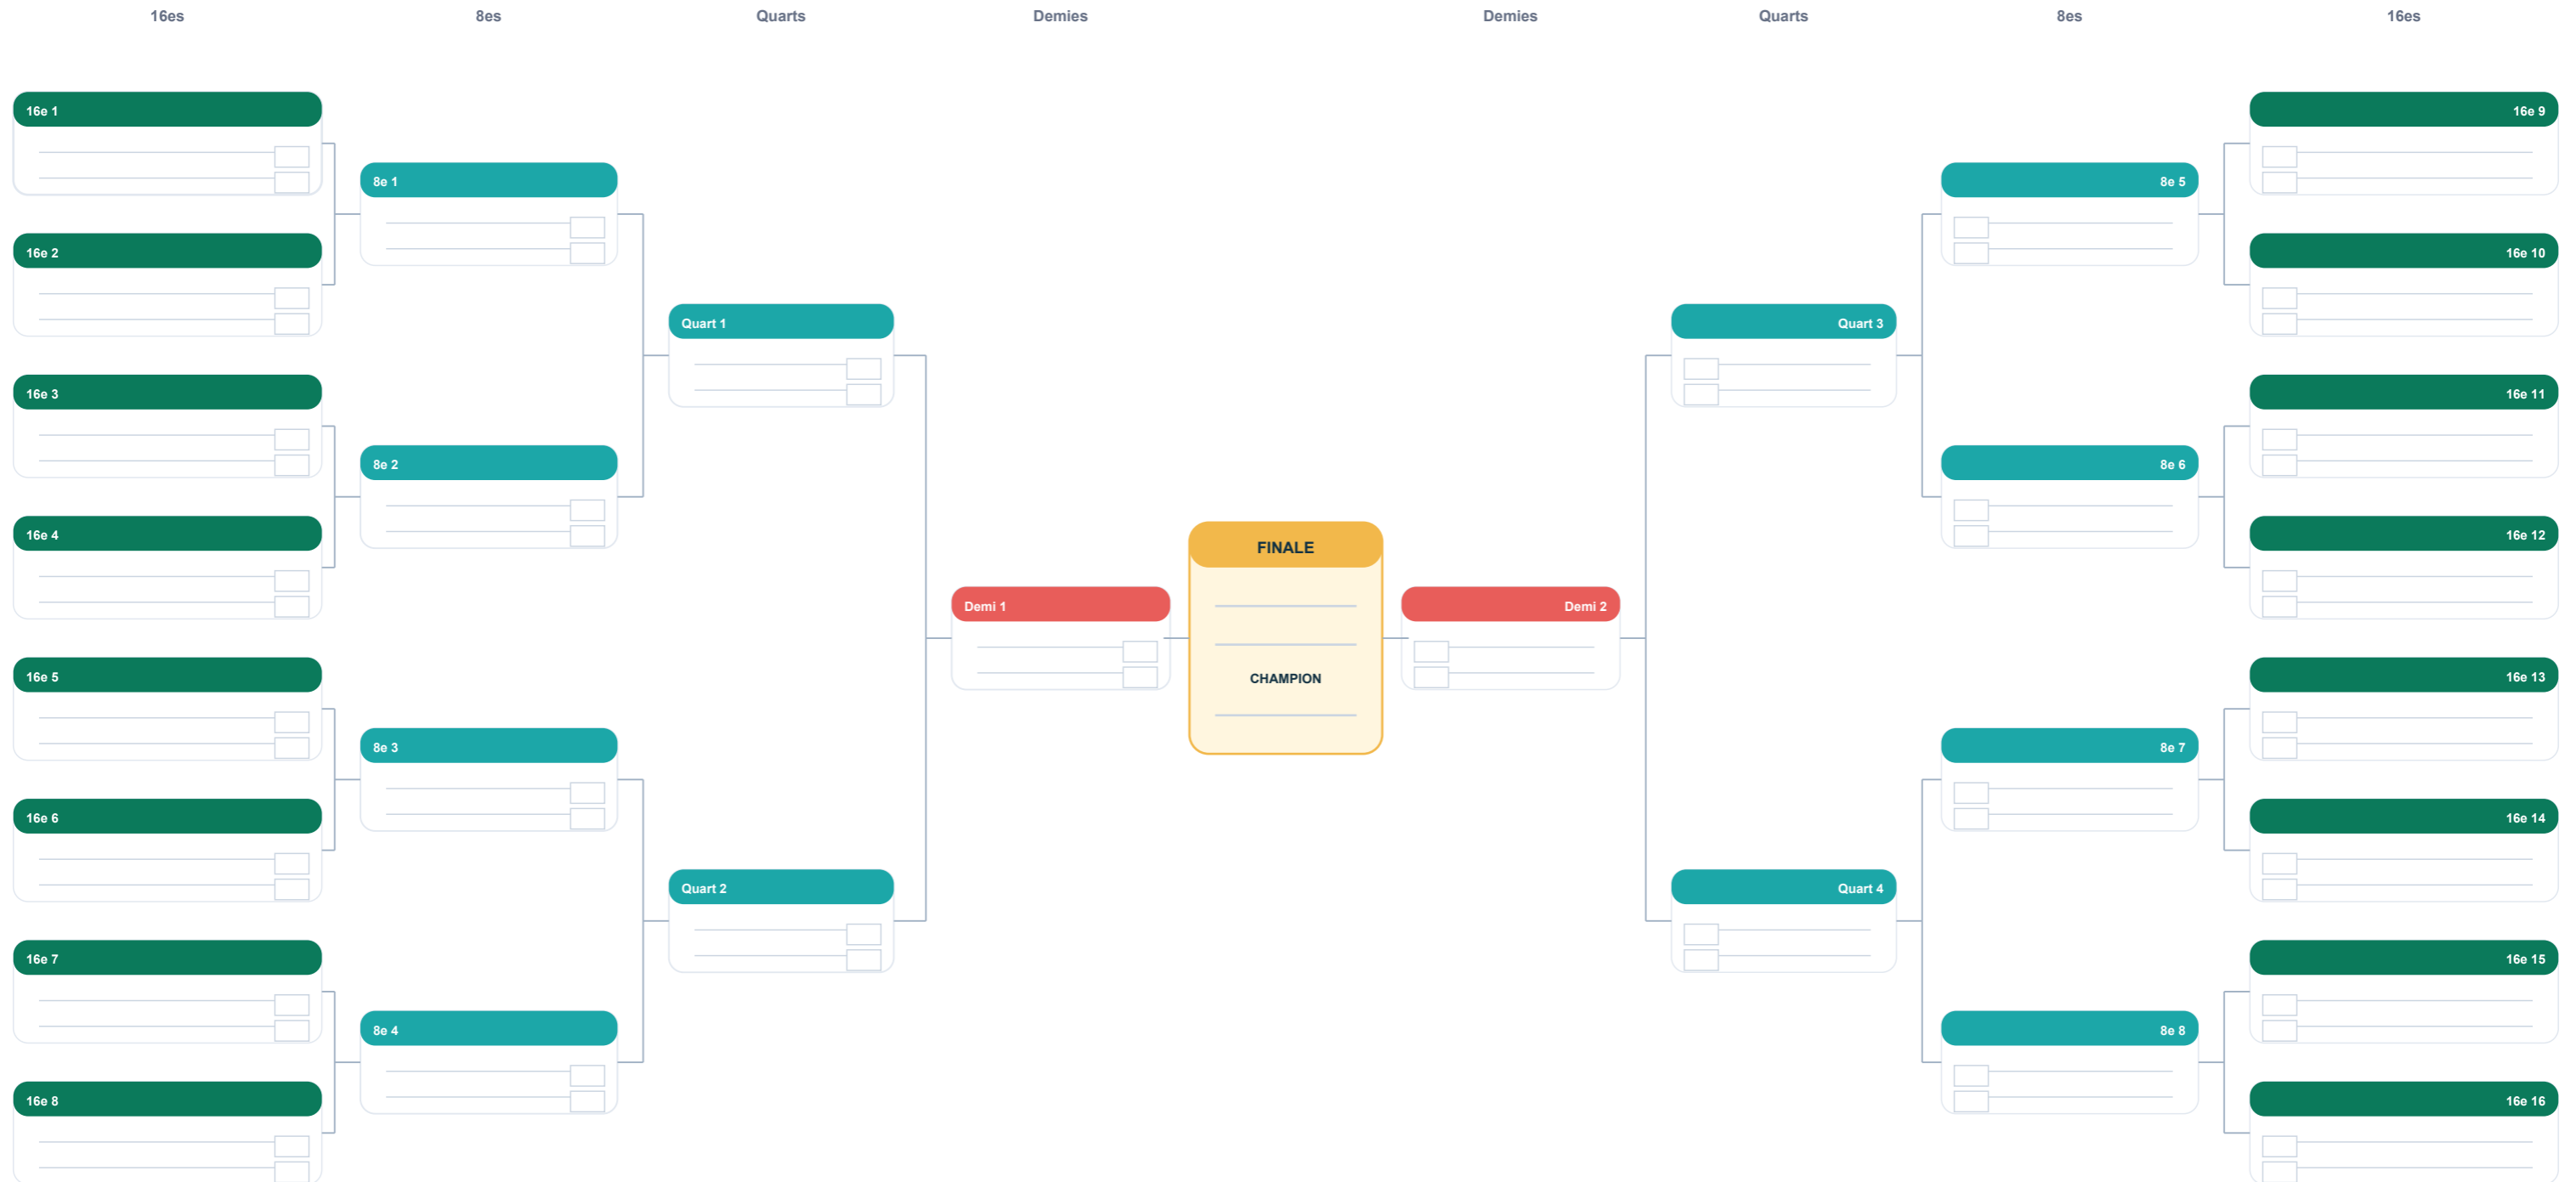 16es
8es
Quarts
Demies
Demies
Quarts
8es
16es
16e 1
16e 2
16e 3
16e 4
16e 5
16e 6
16e 7
16e 8
8e 1
8e 2
8e 3
8e 4
Quart 1
Quart 2
Demi 1
FINALE
CHAMPION
Demi 2
Quart 3
Quart 4
8e 5
8e 6
8e 7
8e 8
16e 9
16e 10
16e 11
16e 12
16e 13
16e 14
16e 15
16e 16